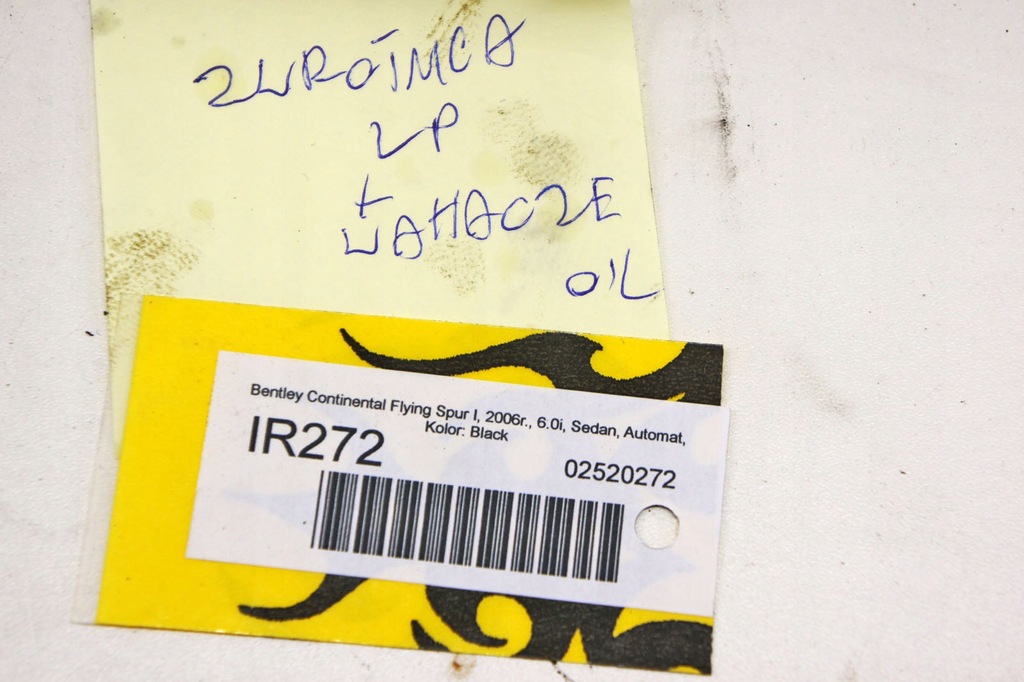 ZWROTNICA
LP
+
WAHACZE
OIL
Bentley Continental Flying Spur I, 2006r., 6.0i, Sedan, Automat,
Kolor: Black
IR272
02520272